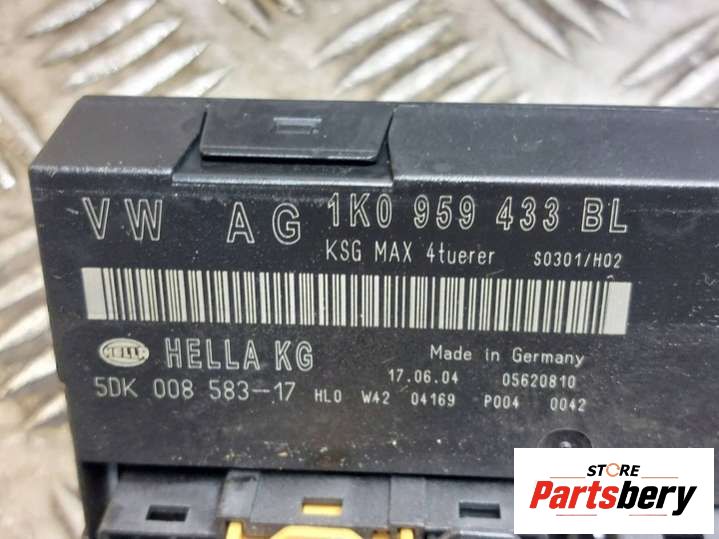 VW AG 1K0 959 433 BL
KSG MAX 4tuerer S0301/H02
HELLA HELLA KG Made in Germany
17.06.04 05620810
5DK 008 583-17 HLO W42 04169 P004 0042
STORE
Partsbery